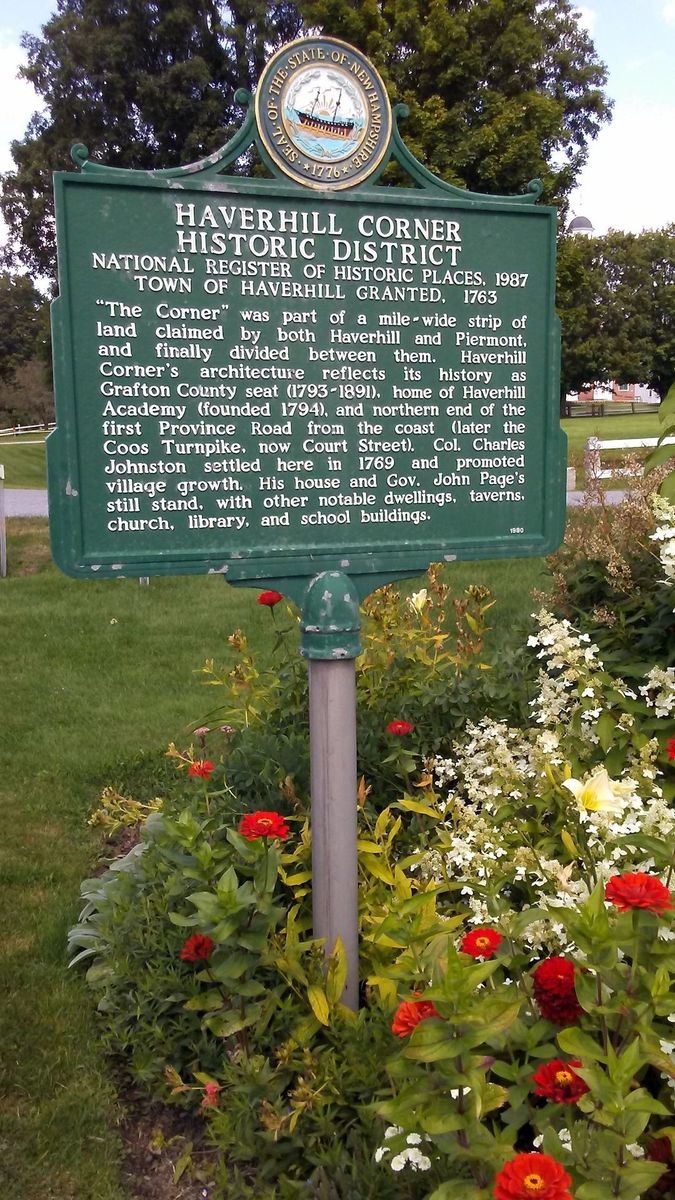 SEAL·OF·THE·STATE·OF·NEW HAMPSHIRE
★1776★
HAVERHILL CORNER
HISTORIC DISTRICT
NATIONAL REGISTER OF HISTORIC PLACES, 1987
TOWN OF HAVERHILL GRANTED, 1763
"The Corner" was part of a mile-wide strip of
land claimed by both Haverhill and Piermont,
and finally divided between them. Haverhill
Corner's architecture reflects its history as
Grafton County seat (1793-1891), home of Haverhill
Academy (founded 1794), and northern end of the
first Province Road from the coast (later the
Coos Turnpike, now Court Street). Col. Charles
Johnston settled here in 1769 and promoted
village growth. His house and Gov. John Page's
still stand, with other notable dwellings, taverns,
church, library, and school buildings.